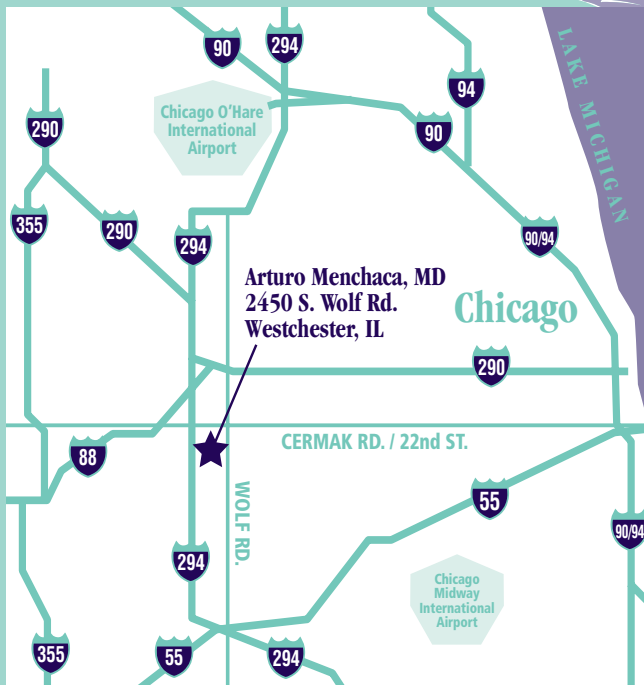 90
294
94
Chicago O'Hare
International
Airport
290
90
LAKE MICHIGAN
355
290
294
90/94
Arturo Menchaca, MD
2450 S. Wolf Rd.
Westchester, IL
Chicago
290
CERMAK RD. / 22nd ST.
88
WOLF RD.
55
90/94
294
Chicago
Midway
International
Airport
355
55
294